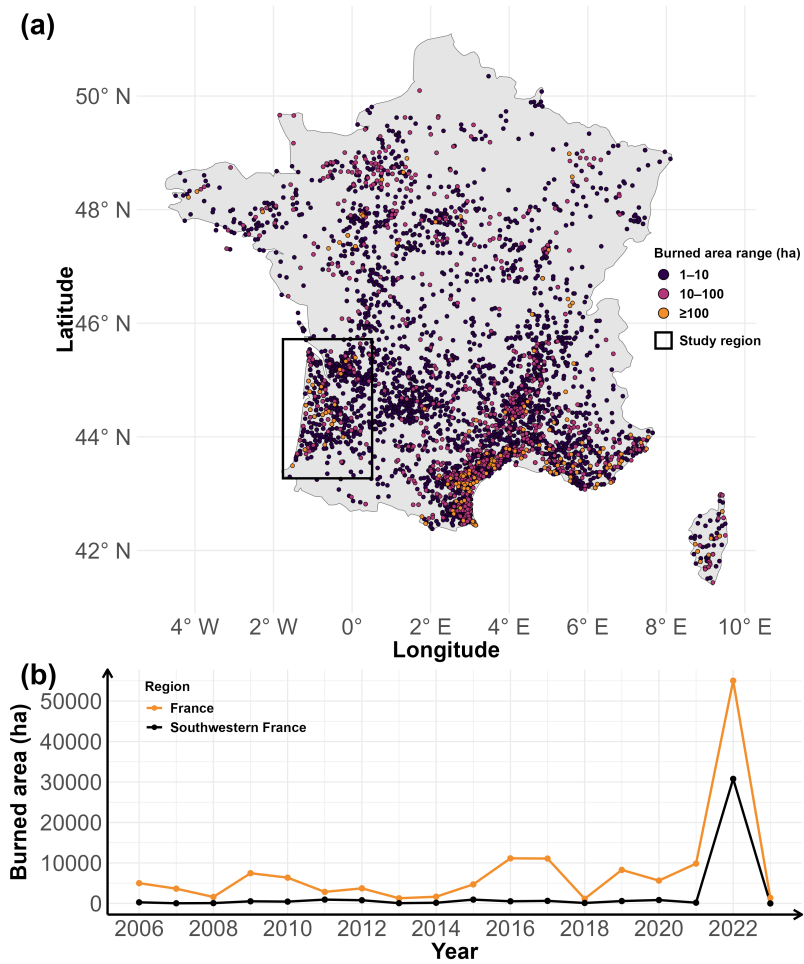 (a)
50° N
48° N
46° N
44° N
42° N
Latitude
Burned area range (ha)
1–10
10–100
≥100
Study region
4° W 2° W 0° 2° E 4° E 6° E 8° E 10° E
Longitude
(b)
Burned area (ha)
50000
40000
30000
20000
10000
0
Region
France
Southwestern France
2006 2008 2010 2012 2014 2016 2018 2020 2022
Year